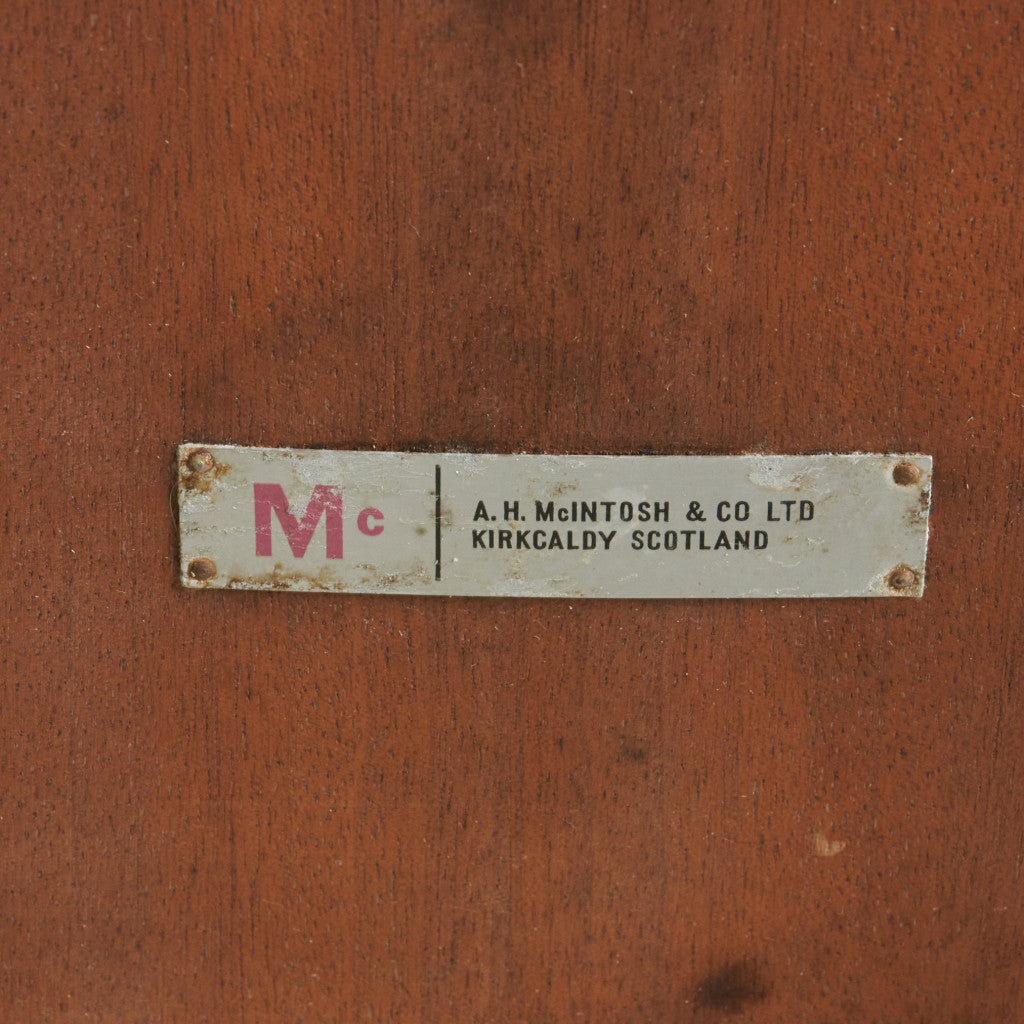 Mc
A. H. McINTOSH & CO LTD
KIRKCALDY SCOTLAND